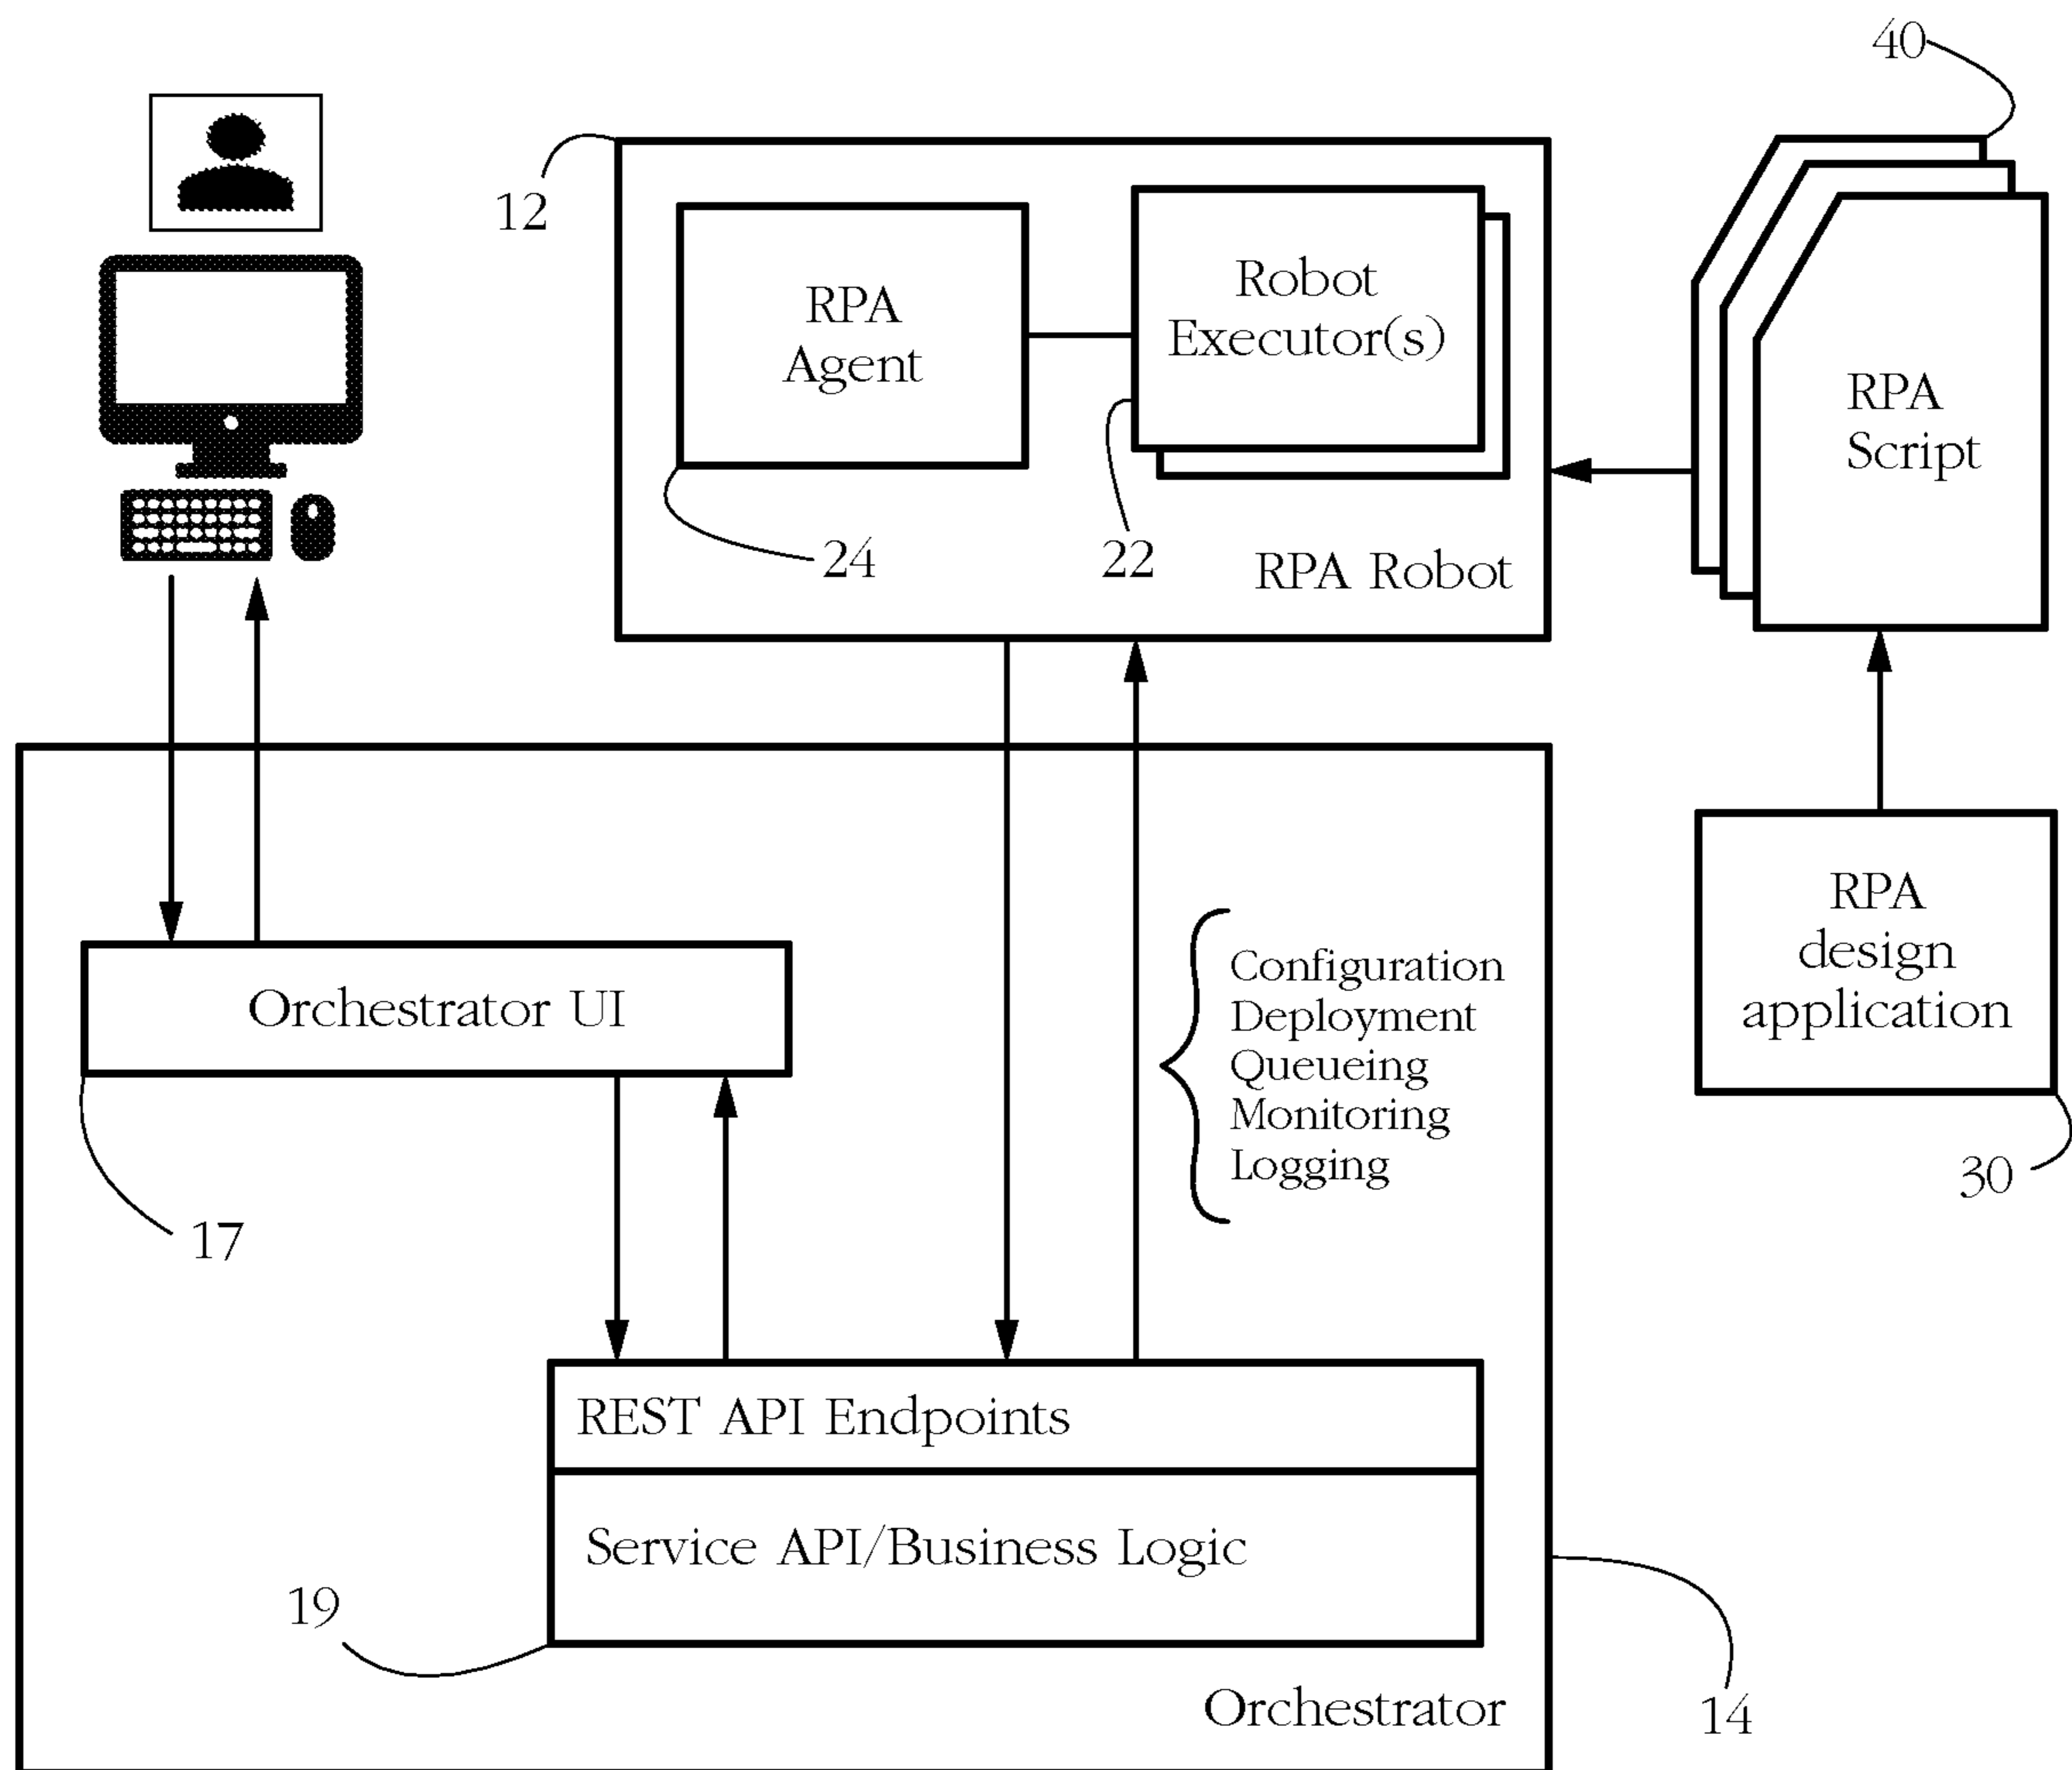 40
12
RPA
Agent
Robot
Executor(s)
RPA
Script
24
22
RPA Robot
Orchestrator UI
Configuration
Deployment
Queueing
Monitoring
Logging
RPA
design
application
17
30
REST API Endpoints
Service API/Business Logic
19
Orchestrator
14